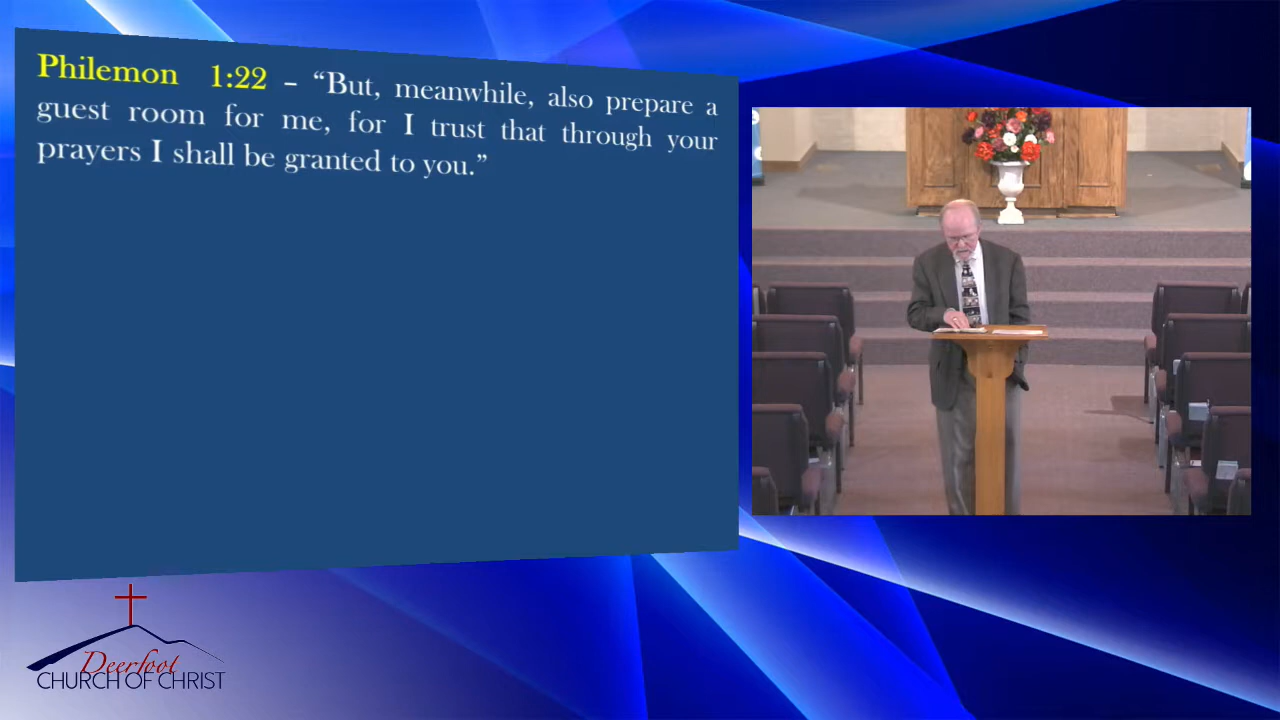 Philemon 1:22 – “But, meanwhile, also prepare a
guest room for me, for I trust that through your
prayers I shall be granted to you.”
Deerfoot
CHURCH OF CHRIST